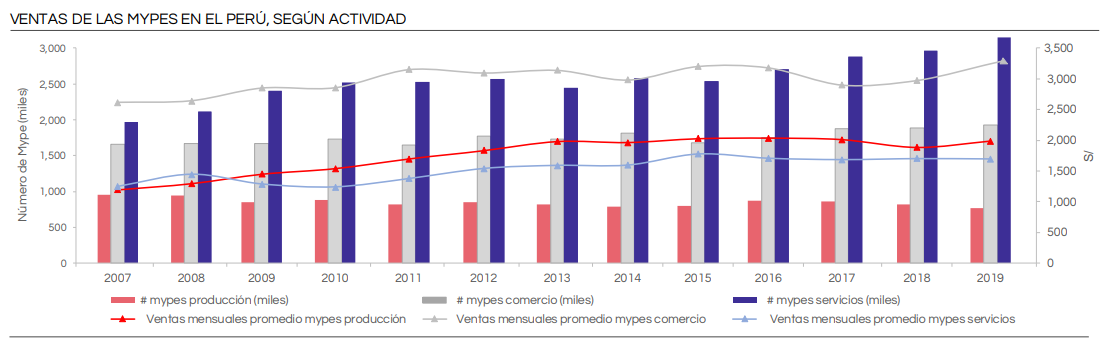 VENTAS DE LAS MYPES EN EL PERÚ, SEGÚN ACTIVIDAD
Número de Mype (miles)
3,000
2,500
2,000
1,500
1,000
500
0
3,500
3,000
2,500
2,000
1,500
1,000
500
0
S/
2007 2008 2009 2010 2011 2012 2013 2014 2015 2016 2017 2018 2019
# mypes producción (miles) # mypes comercio (miles) # mypes servicios (miles)
Ventas mensuales promedio mypes producción Ventas mensuales promedio mypes comercio Ventas mensuales promedio mypes servicios